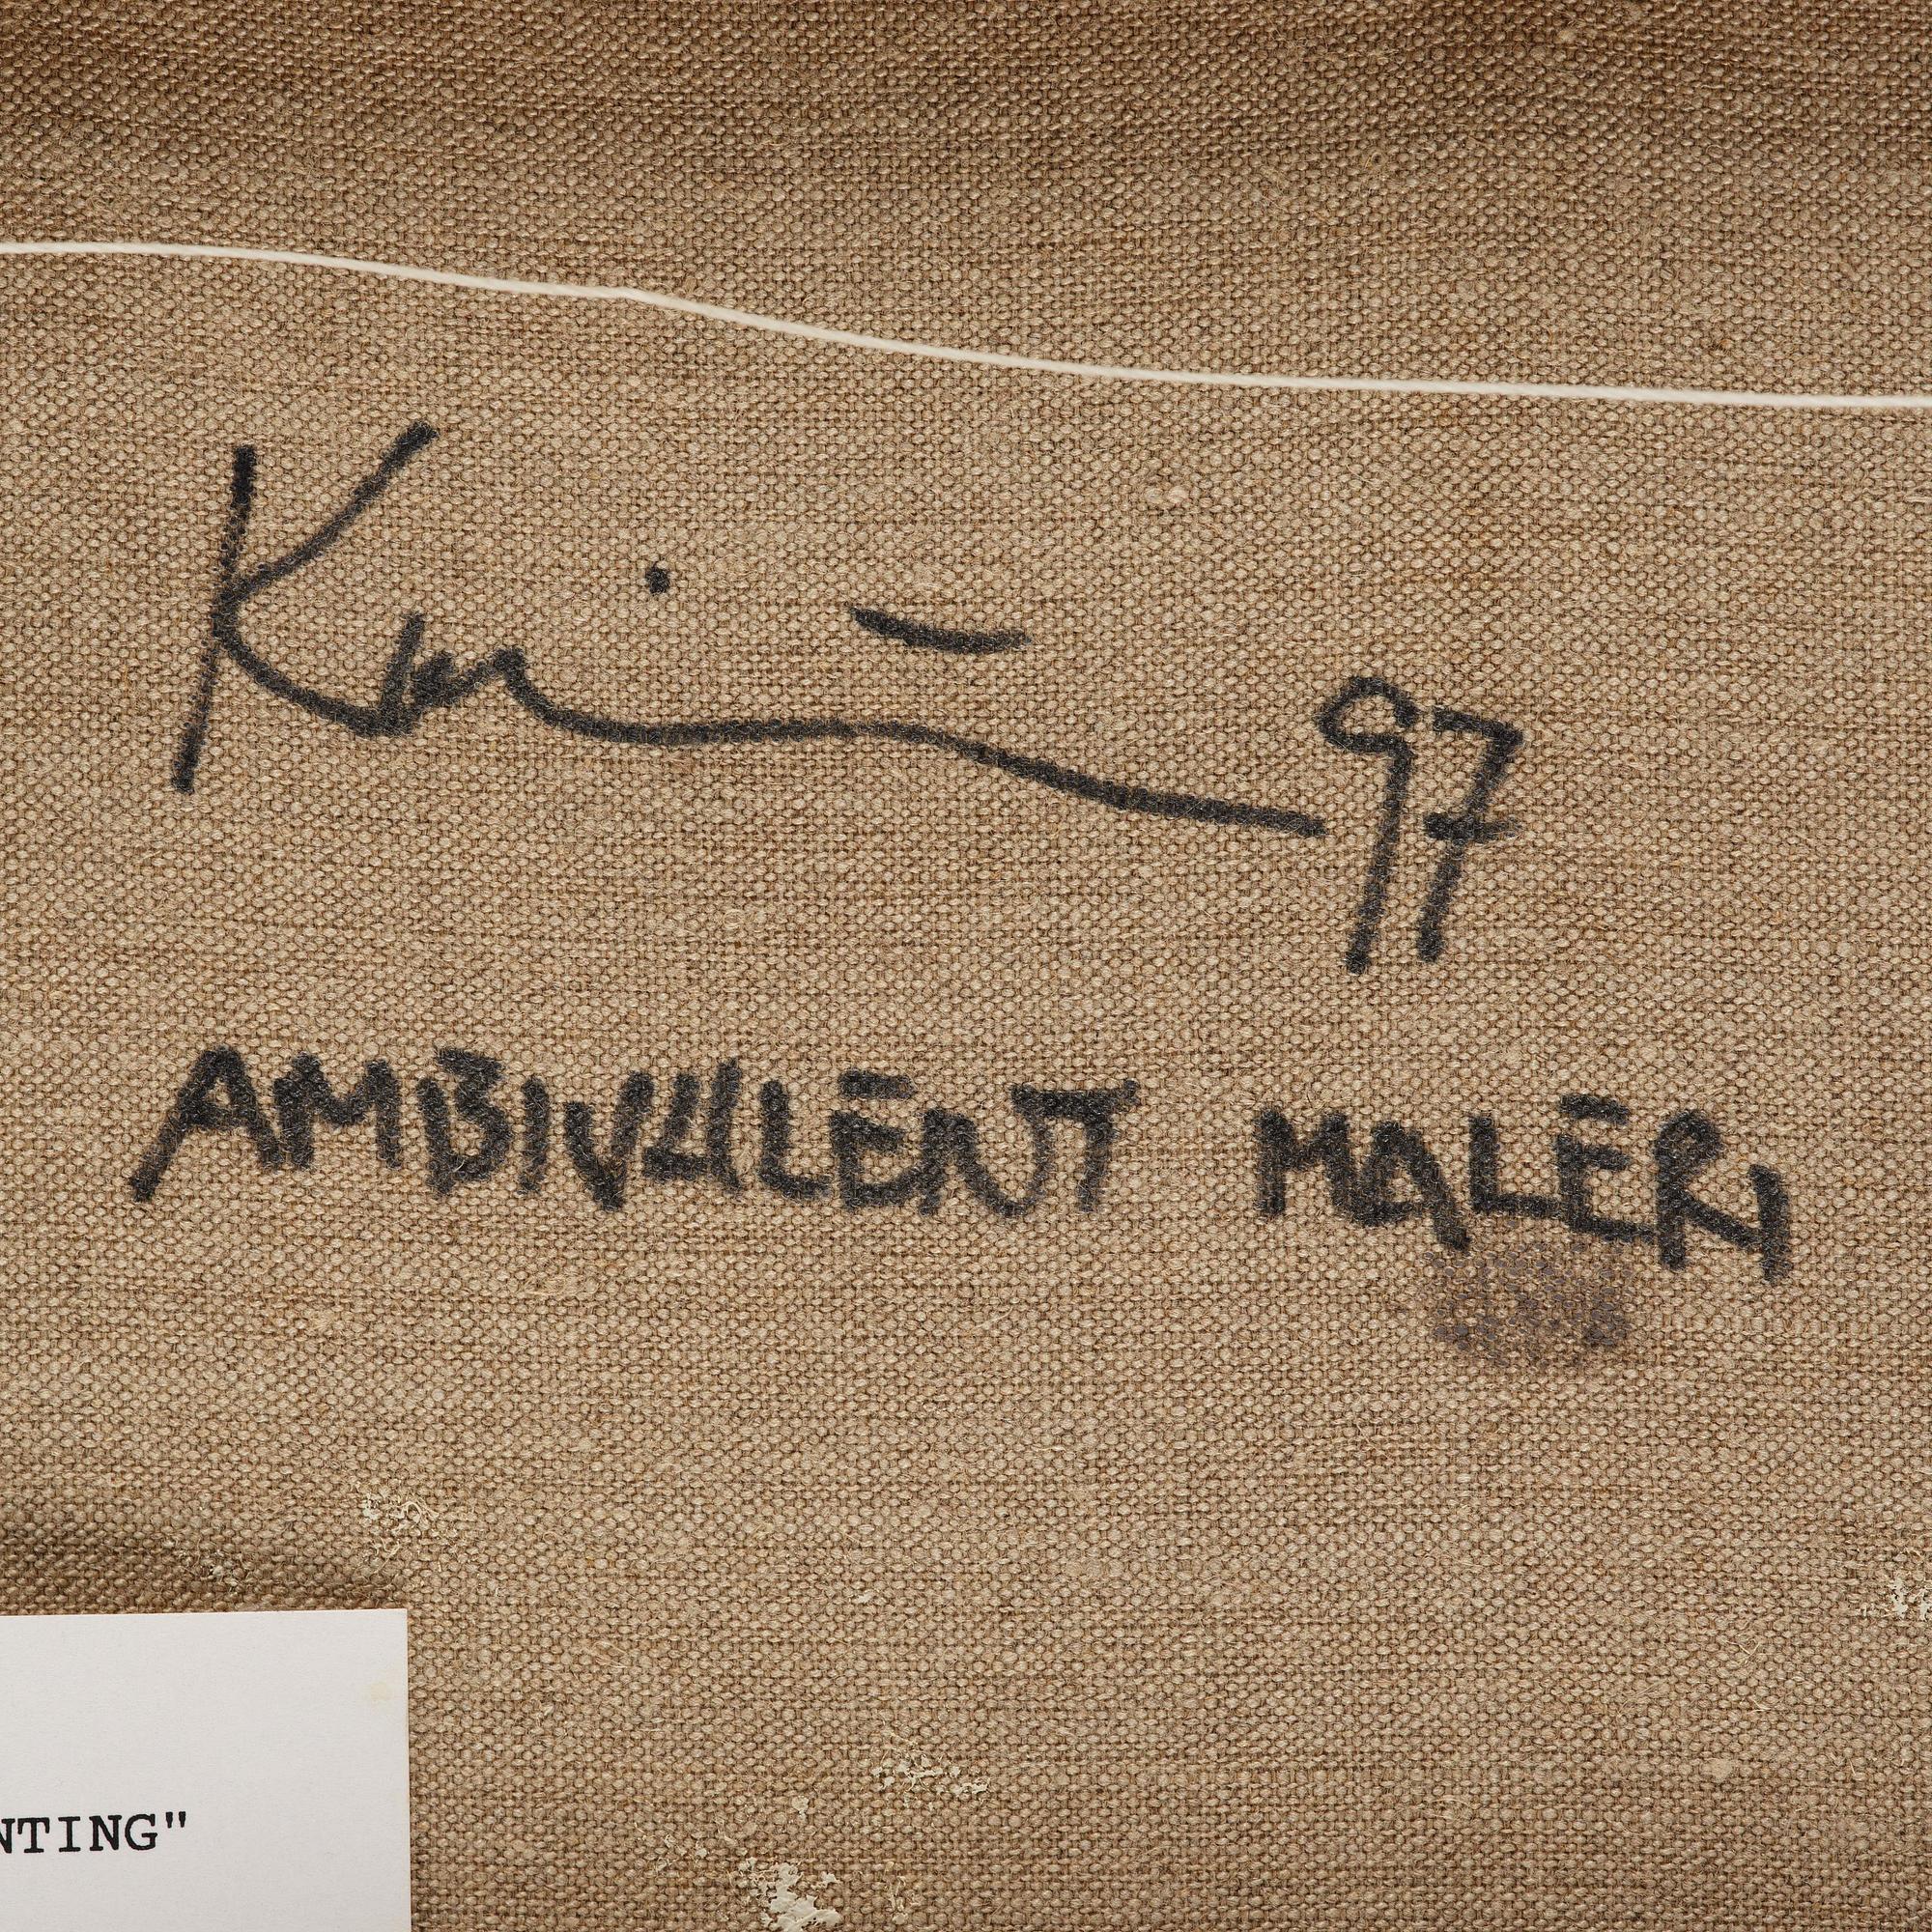 97
AMBIVALENT MALERI
NTING"